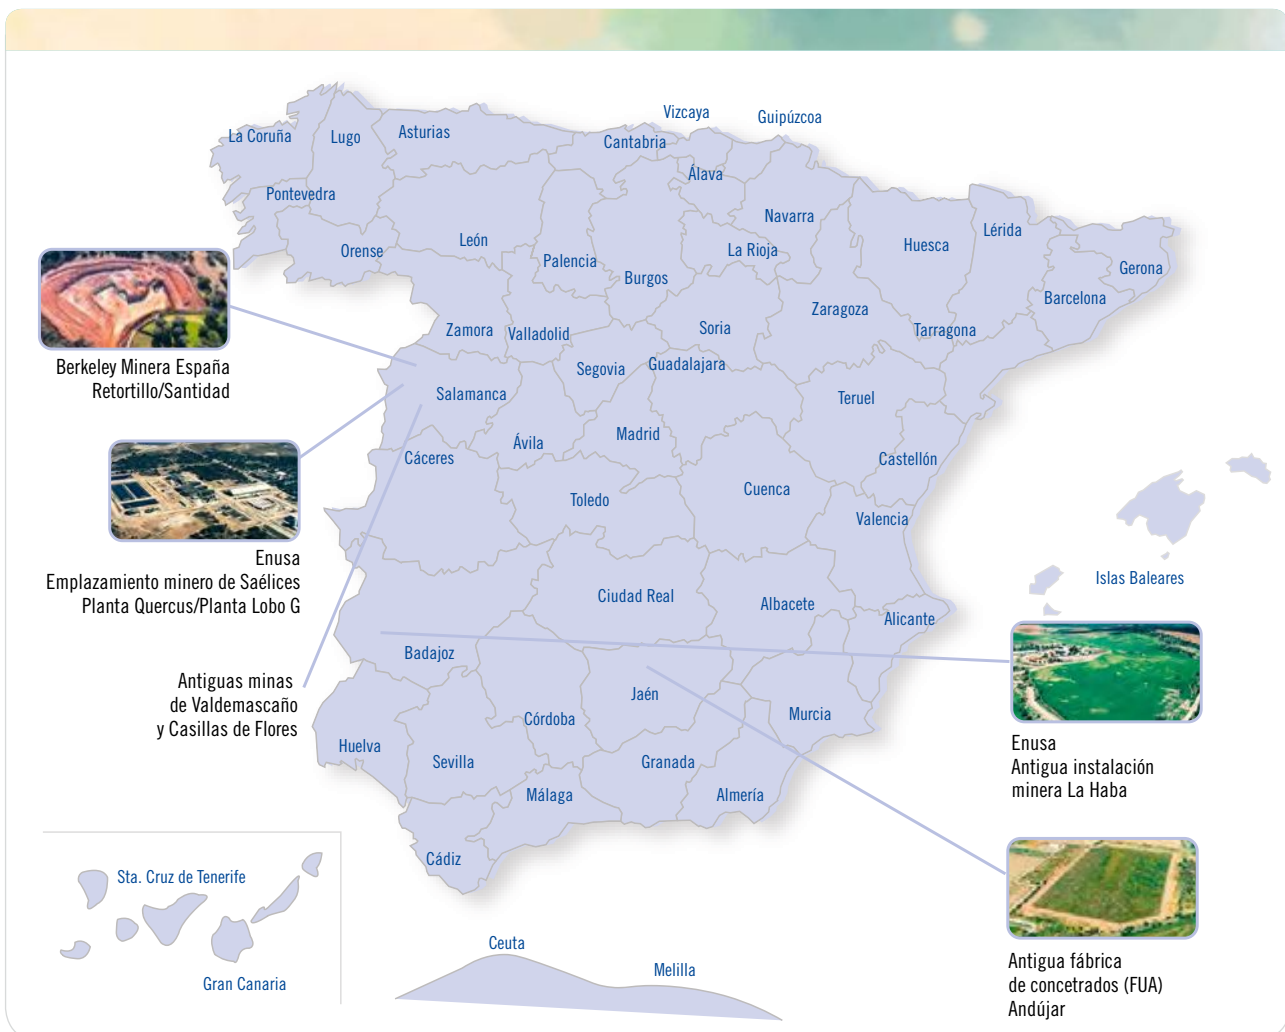 Vizcaya
Guipúzcoa
La Coruña
Lugo
Asturias
Cantabria
Álava
Pontevedra
Navarra
Lérida
Orense
León
Palencia
La Rioja
Huesca
Gerona
Burgos
Barcelona
Zaragoza
Zamora
Valladolid
Soria
Tarragona
Berkeley Minera España
Retortillo/Santidad
Segovia
Guadalajara
Salamanca
Teruel
Ávila
Madrid
Cáceres
Castellón
Cuenca
Toledo
Valencia
Enusa
Emplazamiento minero de Saélices
Planta Quercus/Planta Lobo G
Islas Baleares
Ciudad Real
Albacete
Alicante
Badajoz
Antiguas minas
de Valdemascaño
y Casillas de Flores
Jaén
Córdoba
Murcia
Huelva
Sevilla
Granada
Málaga
Almería
Enusa
Antigua instalación
minera La Haba
Cádiz
Sta. Cruz de Tenerife
Gran Canaria
Ceuta
Melilla
Antigua fábrica
de concetrados (FUA)
Andújar